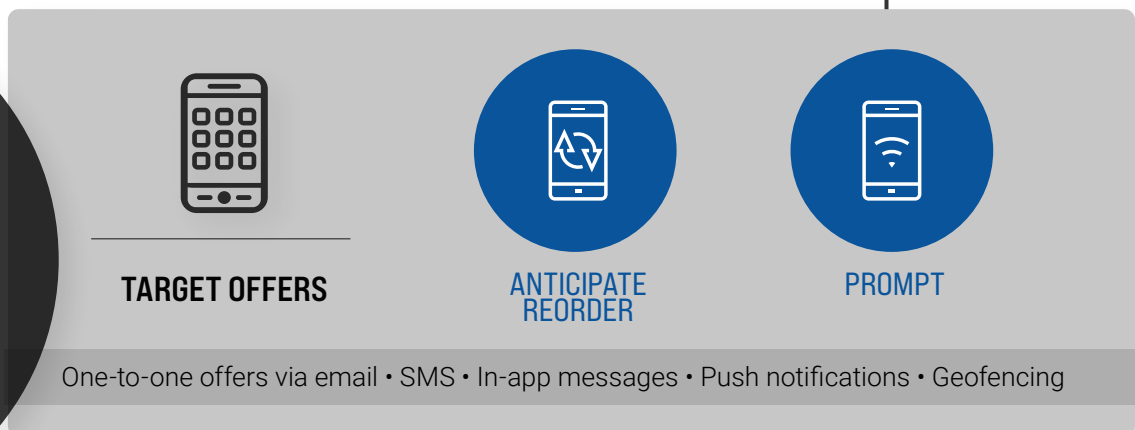 TARGET OFFERS
ANTICIPATE
REORDER
PROMPT
One-to-one offers via email • SMS • In-app messages • Push notifications • Geofencing